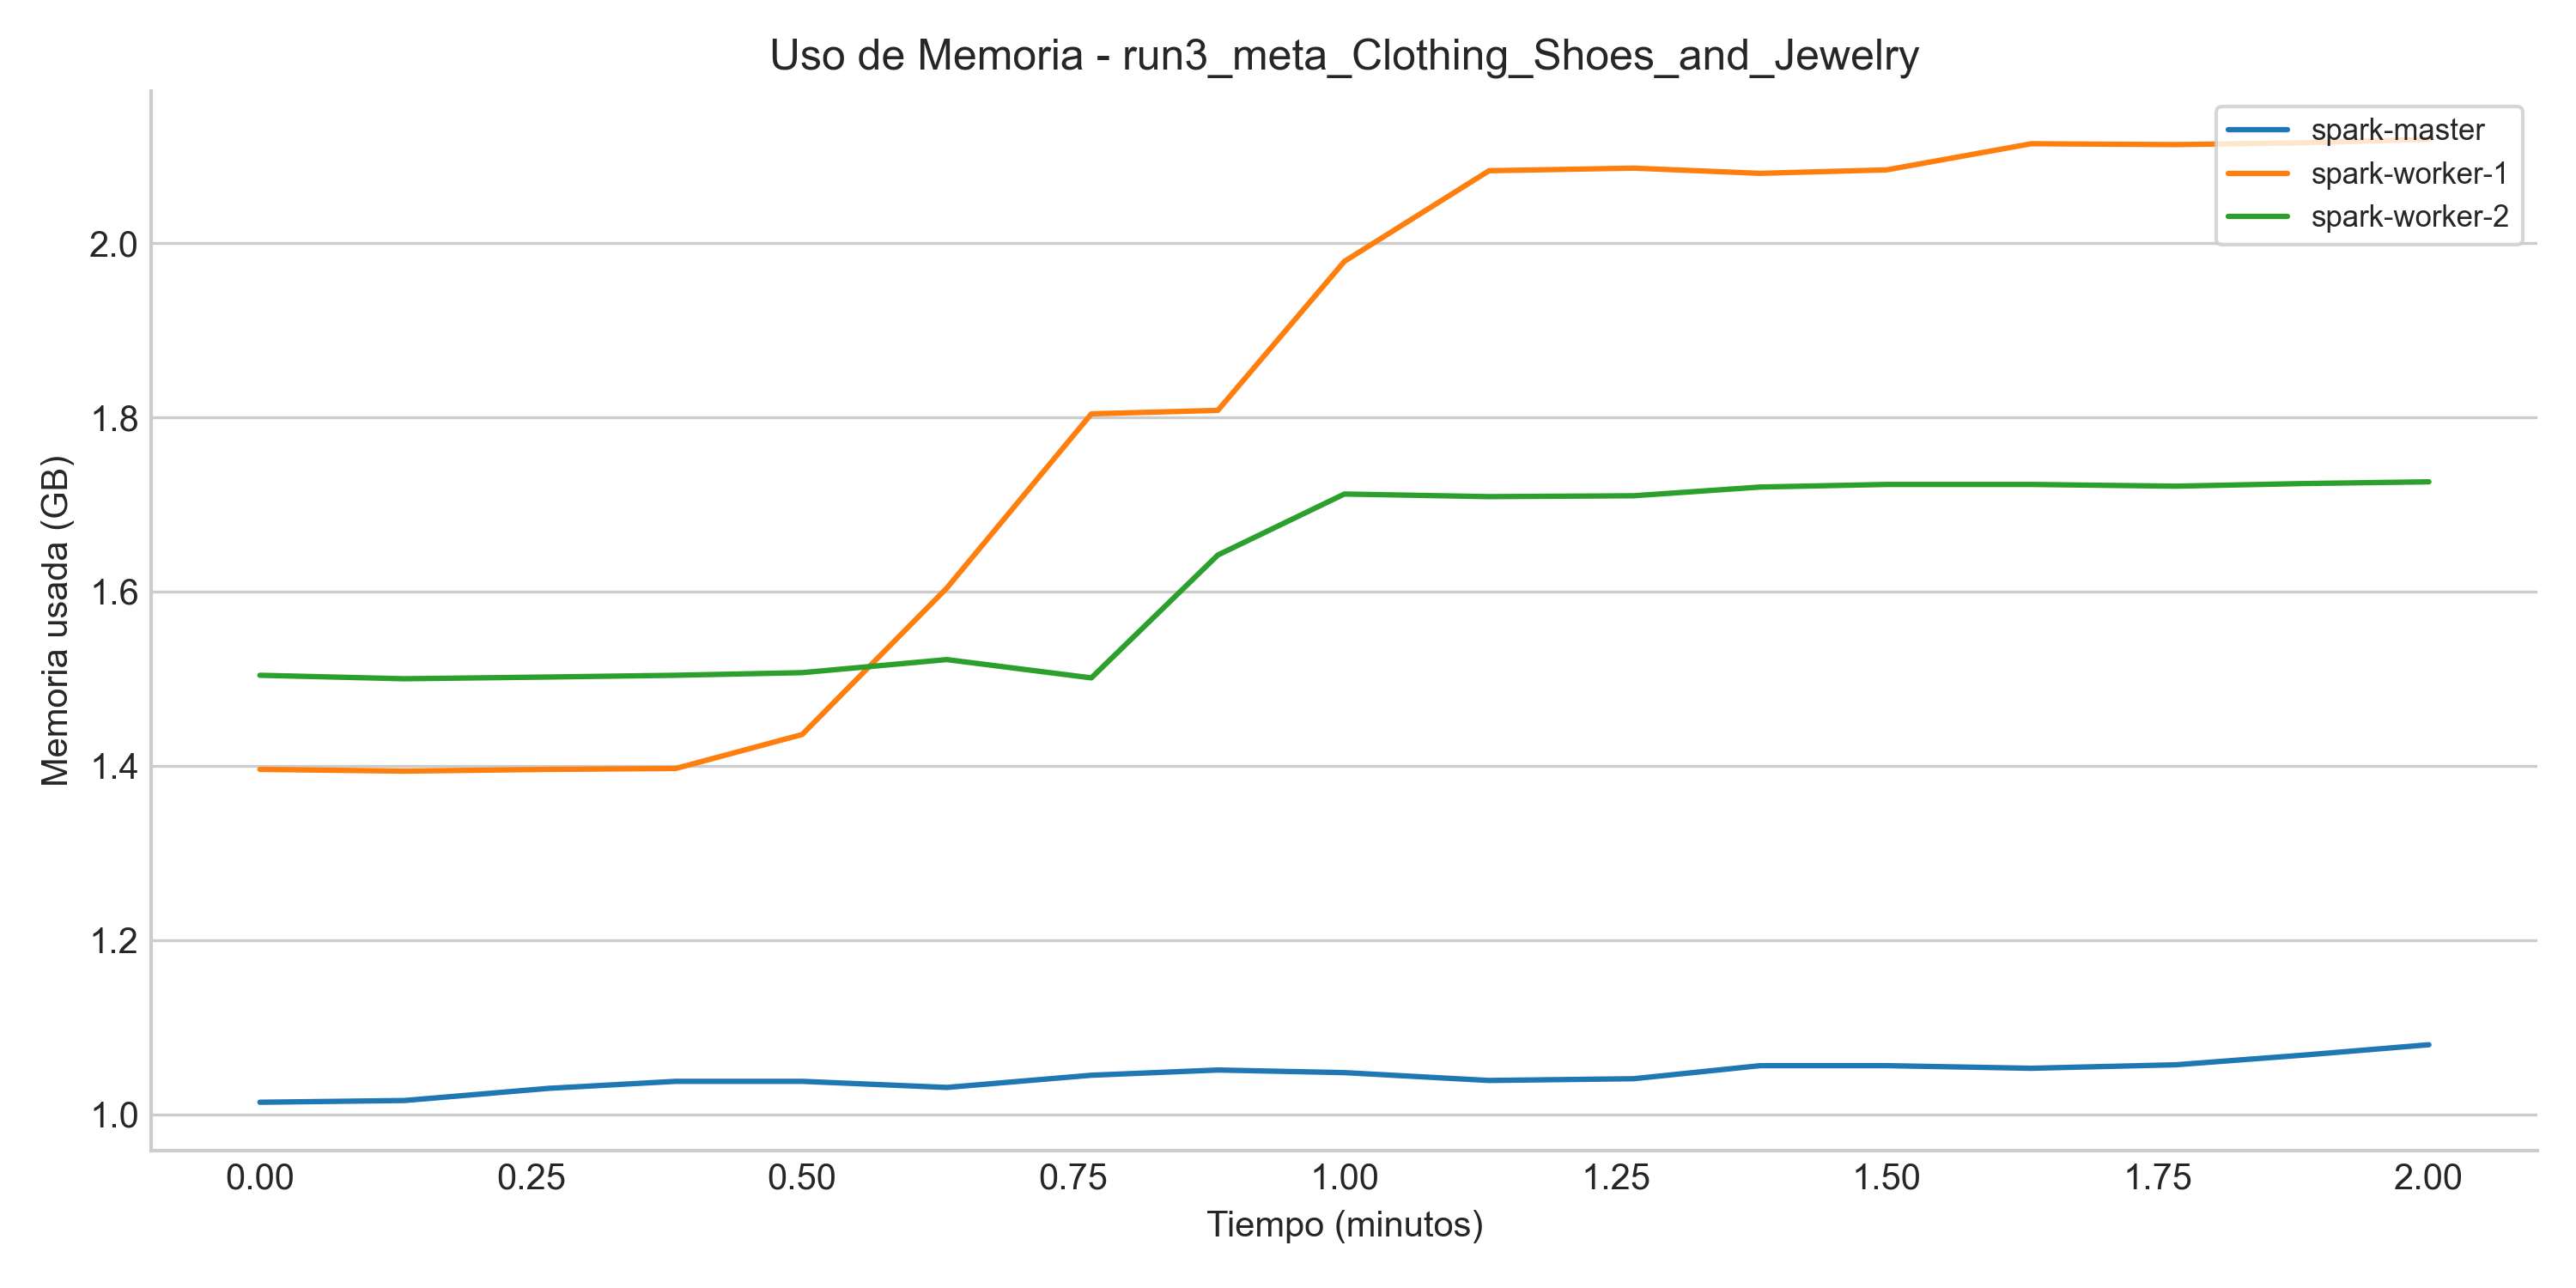 Uso de Memoria - run3_meta_Clothing_Shoes_and_Jewelry
spark-master
spark-worker-1
spark-worker-2
Memoria usada (GB)
2.0
1.8
1.6
1.4
1.2
1.0
0.00 0.25 0.50 0.75 1.00 1.25 1.50 1.75 2.00
Tiempo (minutos)